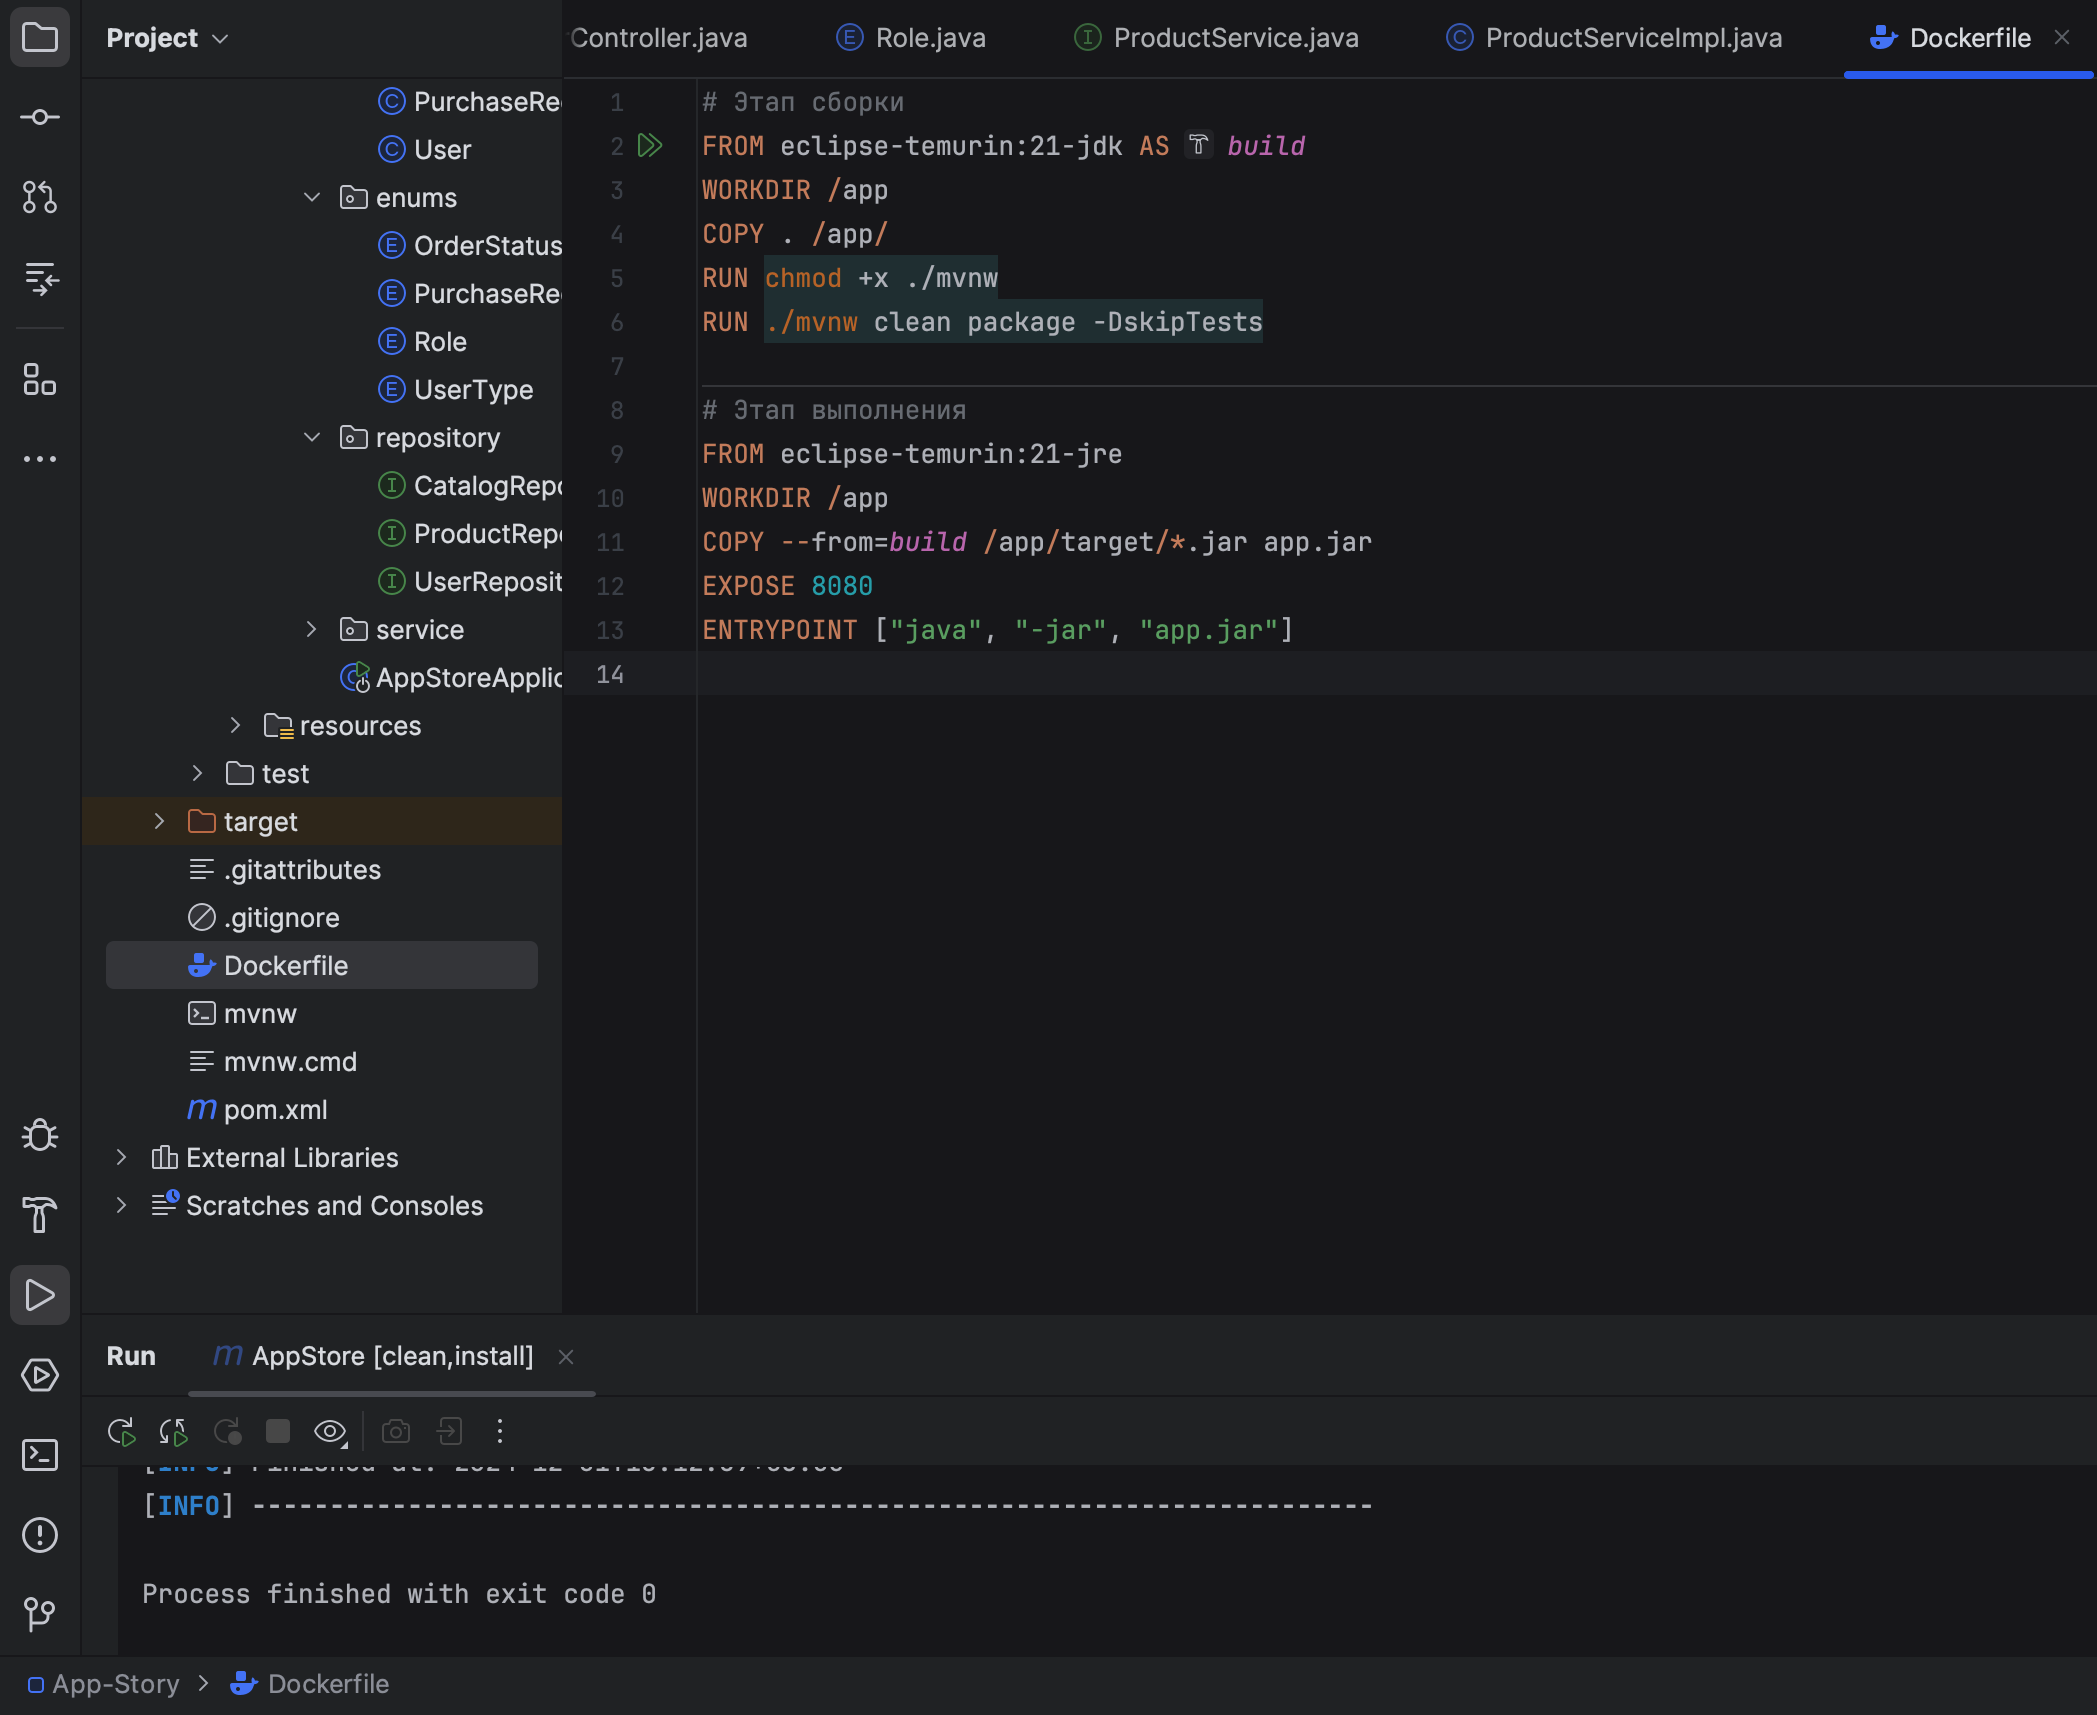 Project
Controller.java
Role.java
ProductService.java
ProductServiceImpl.java
Dockerfile
PurchaseRe
User
enums
OrderStatus
PurchaseRe
Role
UserType
repository
CatalogRep
ProductRep
UserReposit
service
AppStoreApplic
resources
test
target
.gitattributes
.gitignore
Dockerfile
mvnw
mvnw.cmd
pom.xml
External Libraries
Scratches and Consoles
1 # Этап сборки
2 FROM eclipse-temurin:21-jdk AS build
3 WORKDIR /app
4 COPY . /app/
5 RUN chmod +x ./mvnw
6 RUN ./mvnw clean package -DskipTests
7
8 # Этап выполнения
9 FROM eclipse-temurin:21-jre
10 WORKDIR /app
11 COPY --from=build /app/target/*.jar app.jar
12 EXPOSE 8080
13 ENTRYPOINT ["java", "-jar", "app.jar"]
14
Run
AppStore [clean,install]
[INFO] Finished at:
[INFO] ------------------------------------------------------------------------
Process finished with exit code 0
App-Story
Dockerfile